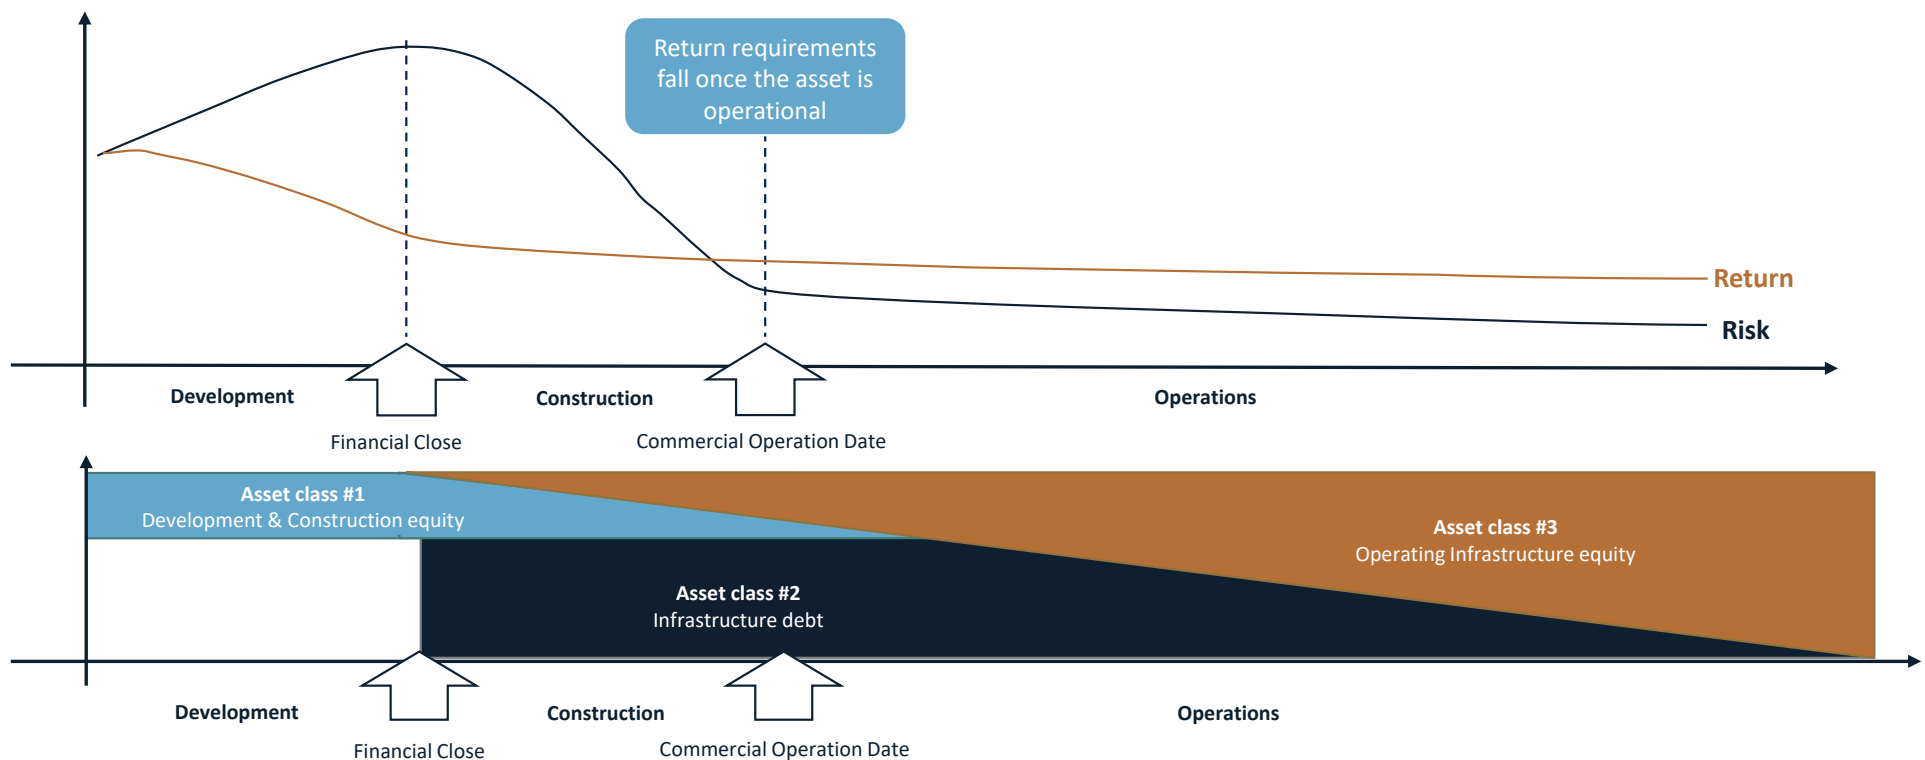 Return requirements
fall once the asset is
operational
Return
Risk
Development
Construction
Operations
Financial Close
Commercial Operation Date
Asset class #1
Development & Construction equity
Asset class #3
Operating Infrastructure equity
Asset class #2
Infrastructure debt
Development
Construction
Operations
Financial Close
Commercial Operation Date